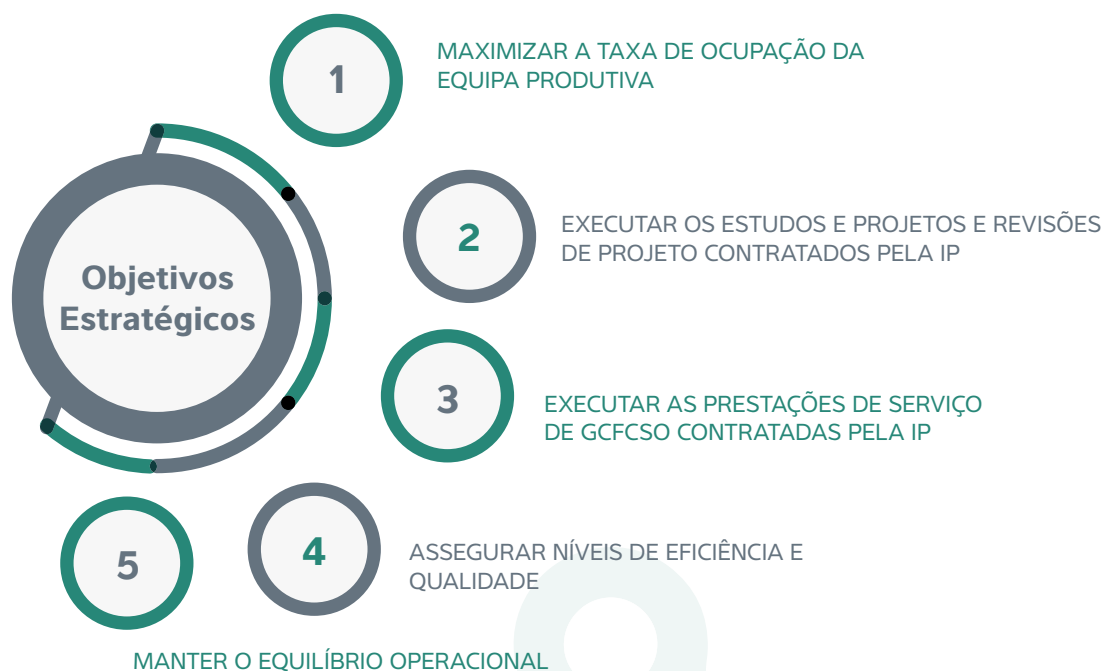 Objetivos
Estratégicos
1
MAXIMIZAR A TAXA DE OCUPAÇÃO DA
EQUIPA PRODUTIVA
2
EXECUTAR OS ESTUDOS E PROJETOS E REVISÕES
DE PROJETO CONTRATADOS PELA IP
3
EXECUTAR AS PRESTAÇÕES DE SERVIÇO
DE GCFCSO CONTRATADAS PELA IP
4
ASSEGURAR NÍVEIS DE EFICIÊNCIA E
QUALIDADE
5
MANTER O EQUILÍBRIO OPERACIONAL